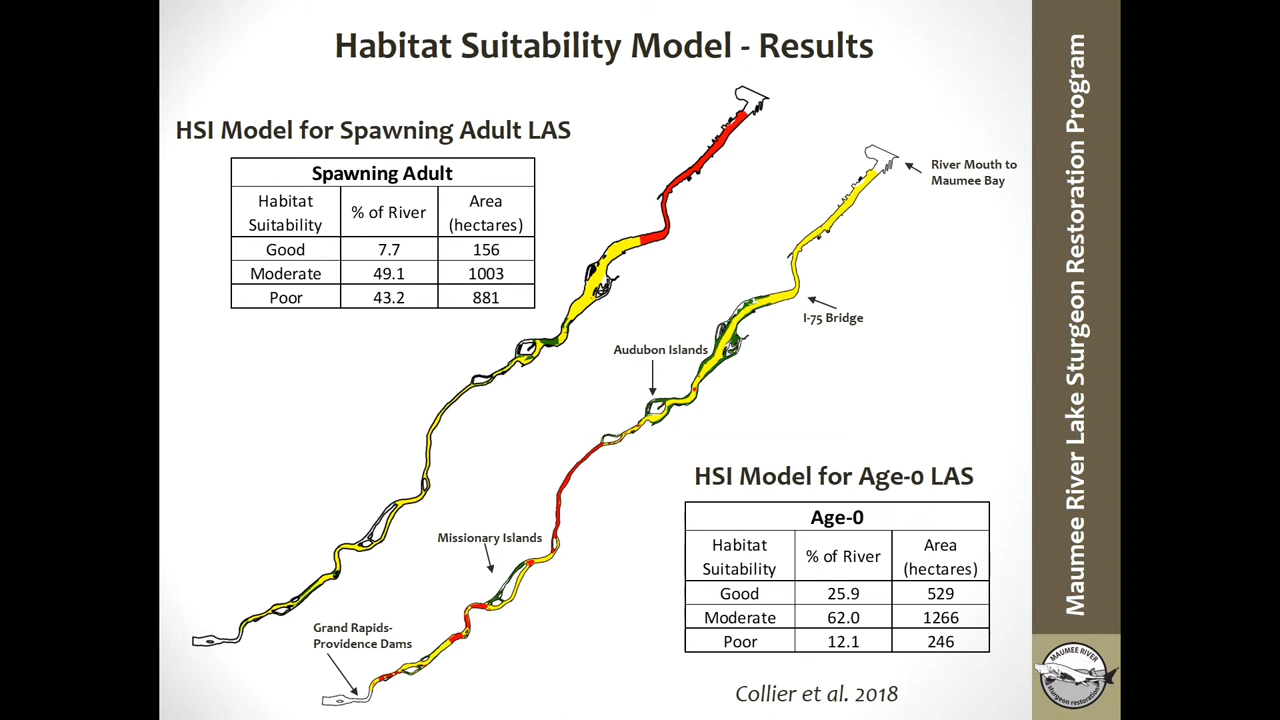 Habitat Suitability Model - Results
HSI Model for Spawning Adult LAS
Spawning Adult
Habitat Suitability % of River Area (hectares)
Good 7.7 156
Moderate 49.1 1003
Poor 43.2 881
River Mouth to
Maumee Bay
I-75 Bridge
Audubon Islands
Missionary Islands
Grand Rapids-
Providence Dams
HSI Model for Age-0 LAS
Age-0
Habitat Suitability % of River Area (hectares)
Good 25.9 529
Moderate 62.0 1266
Poor 12.1 246
Collier et al. 2018
Maumee River Lake Sturgeon Restoration Program
MAUMEE RIVER
sturgeon restoration